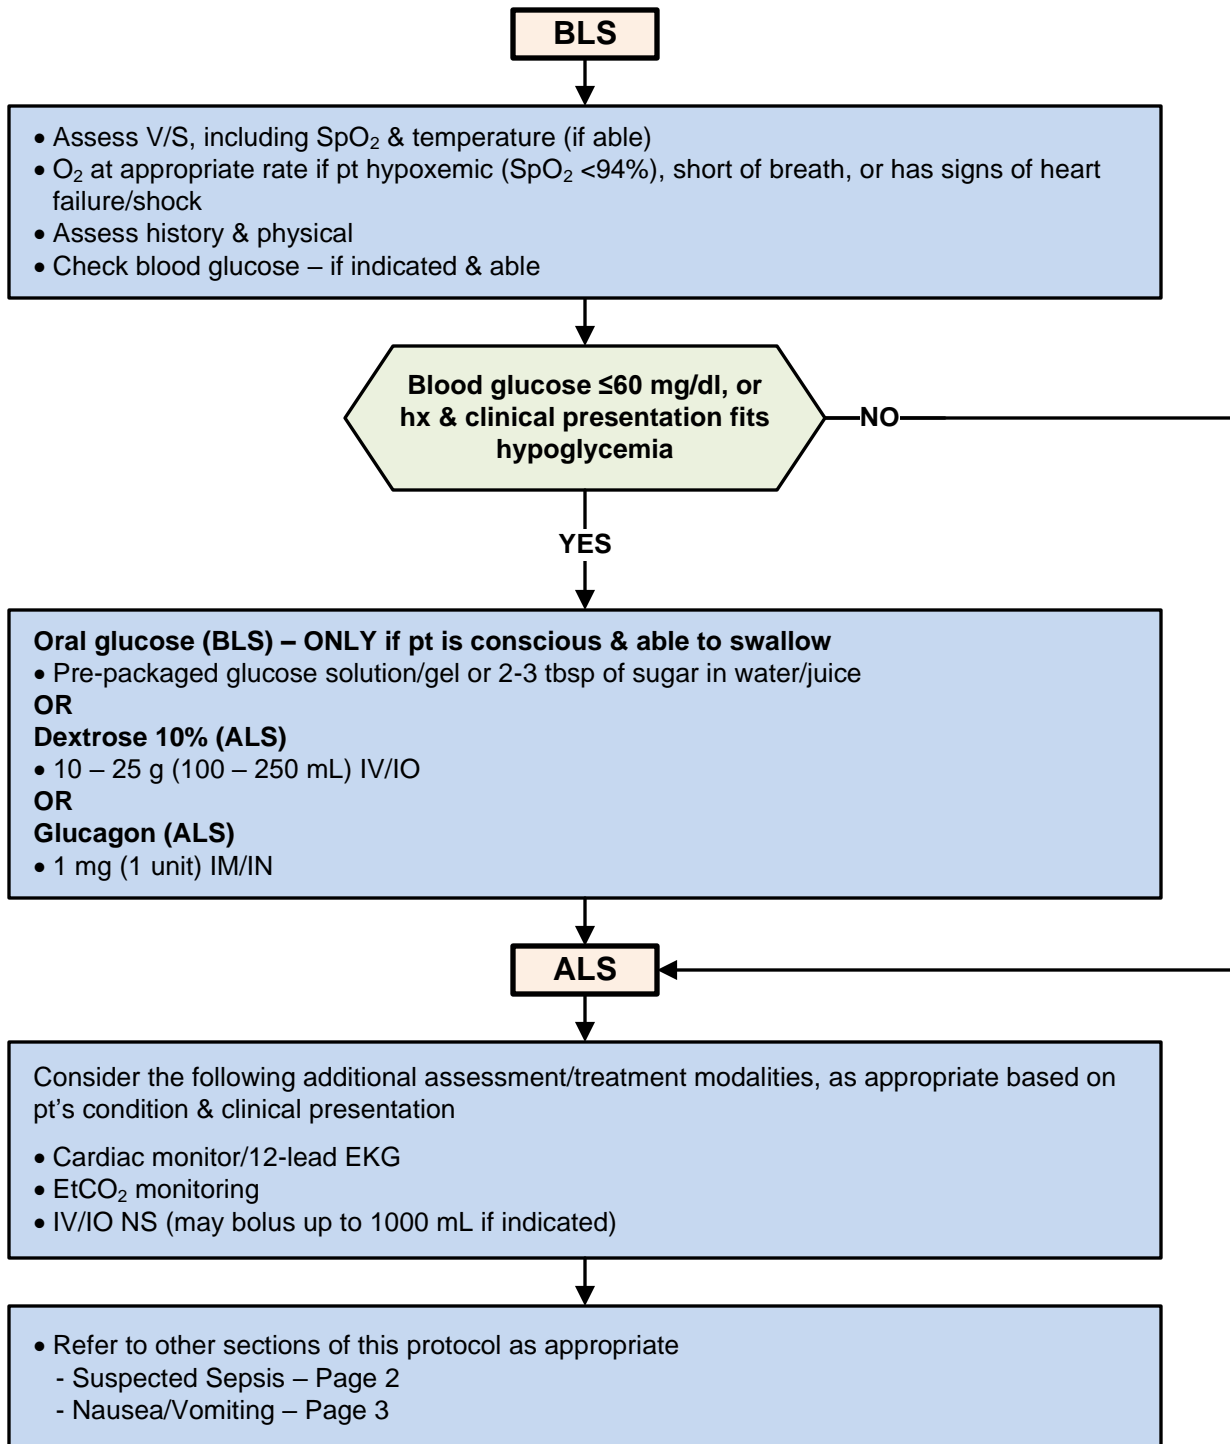 BLS
• Assess V/S, including SpO₂ & temperature (if able)
• O₂ at appropriate rate if pt hypoxemic (SpO₂ <94%), short of breath, or has signs of heart
failure/shock
• Assess history & physical
• Check blood glucose – if indicated & able
Blood glucose ≤60 mg/dl, or
hx & clinical presentation fits
hypoglycemia
NO
YES
Oral glucose (BLS) – ONLY if pt is conscious & able to swallow
• Pre-packaged glucose solution/gel or 2-3 tbsp of sugar in water/juice
OR
Dextrose 10% (ALS)
• 10 – 25 g (100 – 250 mL) IV/IO
OR
Glucagon (ALS)
• 1 mg (1 unit) IM/IN
ALS
Consider the following additional assessment/treatment modalities, as appropriate based on
pt’s condition & clinical presentation
• Cardiac monitor/12-lead EKG
• EtCO₂ monitoring
• IV/IO NS (may bolus up to 1000 mL if indicated)
• Refer to other sections of this protocol as appropriate
- Suspected Sepsis – Page 2
- Nausea/Vomiting – Page 3